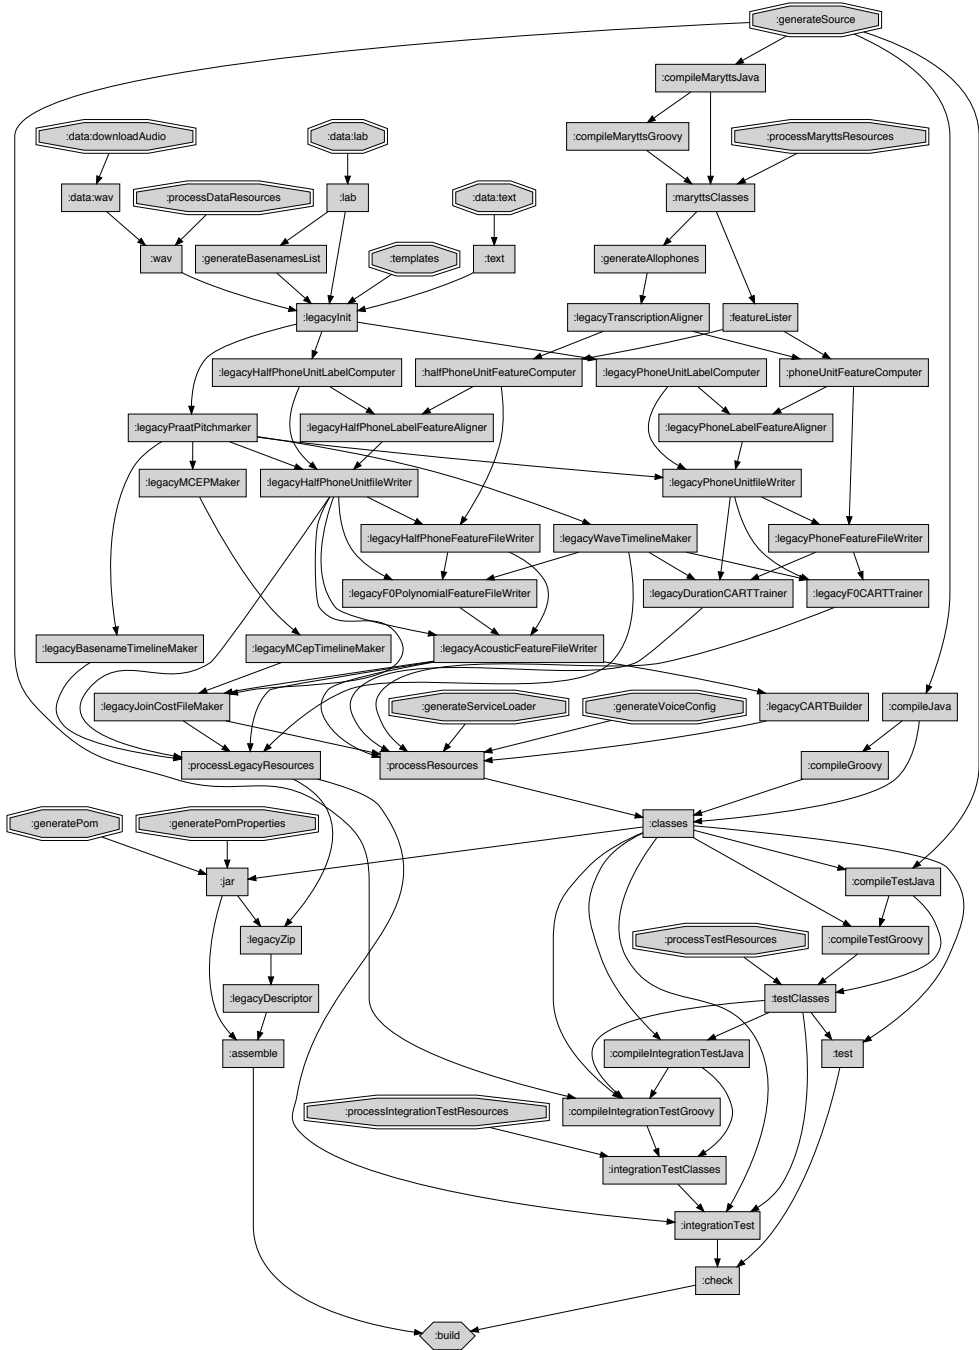 :generateSource
:compileMaryttsJava
:data:downloadAudio
:data:lab
:compileMaryttsGroovy
:processMaryttsResources
:data:wav
:processDataResources
:lab
:data:text
:maryttsClasses
:wav
:generateBasenamesList
:templates
:text
:generateAllophones
:legacyInit
:legacyTranscriptionAligner
:featureLister
:legacyHalfPhoneUnitLabelComputer
:halfPhoneUnitFeatureComputer
:legacyPhoneUnitLabelComputer
:phoneUnitFeatureComputer
:legacyPraatPitchmarker
:legacyHalfPhoneLabelFeatureAligner
:legacyPhoneLabelFeatureAligner
:legacyMCEPMaker
:legacyHalfPhoneUnitfileWriter
:legacyPhoneUnitfileWriter
:legacyHalfPhoneFeatureFileWriter
:legacyWaveTimelineMaker
:legacyPhoneFeatureFileWriter
:legacyF0PolynomialFeatureFileWriter
:legacyDurationCARTTrainer
:legacyF0CARTTrainer
:legacyBasenameTimelineMaker
:legacyMCepTimelineMaker
:legacyAcousticFeatureFileWriter
:legacyJoinCostFileMaker
:generateServiceLoader
:generateVoiceConfig
:legacyCARTBuilder
:compileJava
:processLegacyResources
:processResources
:compileGroovy
:generatePom
:generatePomProperties
:classes
:jar
:compileTestJava
:legacyZip
:processTestResources
:compileTestGroovy
:legacyDescriptor
:testClasses
:assemble
:compileIntegrationTestJava
:test
:processIntegrationTestResources
:compileIntegrationTestGroovy
:integrationTestClasses
:integrationTest
:check
:build